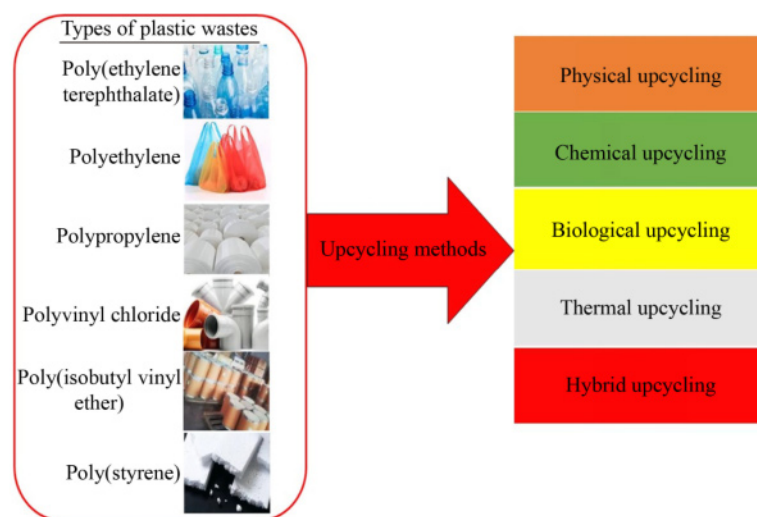 Types of plastic wastes
Poly(ethylene
terephthalate)
Polyethylene
Polypropylene
Polyvinyl chloride
Poly(isobutyl vinyl
ether)
Poly(styrene)
Upcycling methods
Physical upcycling
Chemical upcycling
Biological upcycling
Thermal upcycling
Hybrid upcycling